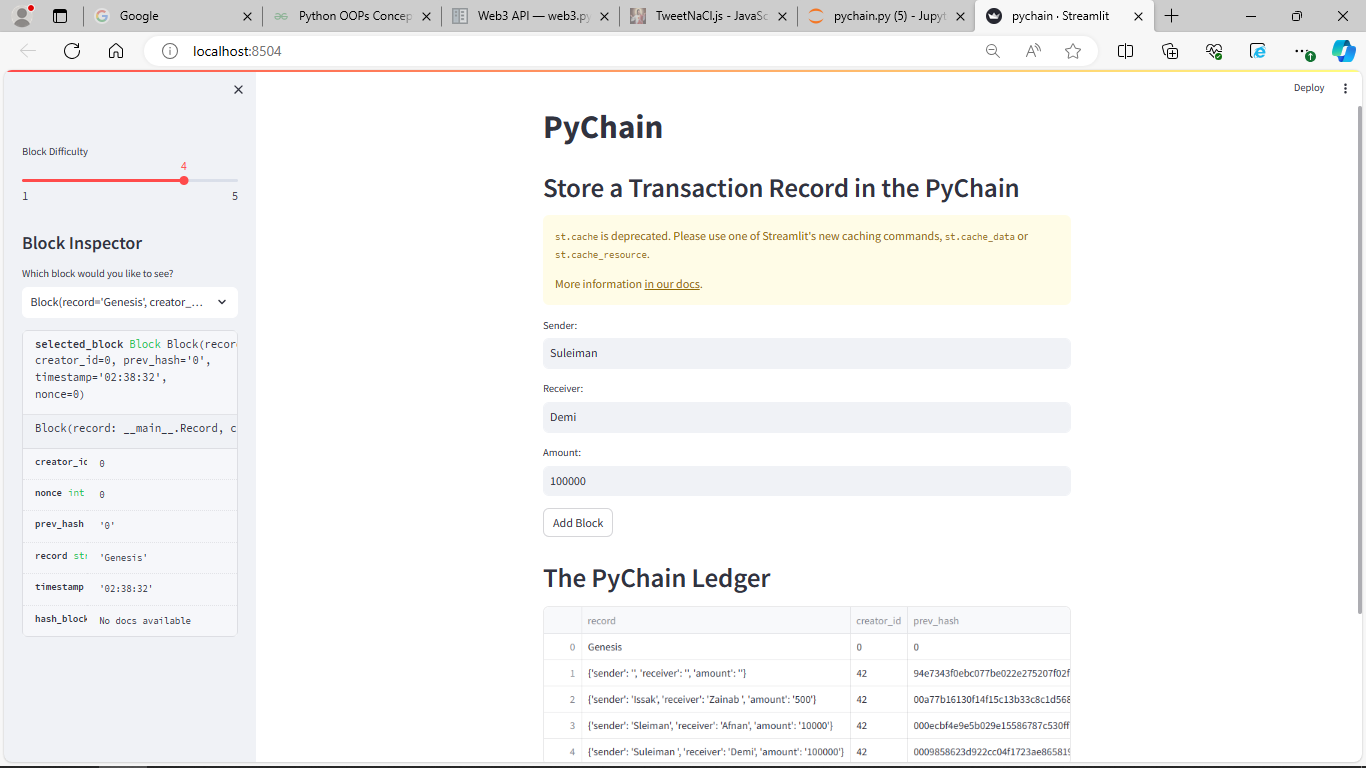 Google
Python OOPs Concep
Web3 API — web3.py
TweetNaCl.js - JavaSc
pychain.py (5) - Jupyt
pychain · Streamlit
localhost:8504
Deploy
Block Difficulty
4
1
5
Block Inspector
Which block would you like to see?
Block(record='Genesis', creator_...
selected_block Block Block(recor
creator_id=0, prev_hash='0',
timestamp='02:38:32',
nonce=0)
Block(record: __main__.Record, c
creator_id 0
nonce int 0
prev_hash '0'
record str 'Genesis'
timestamp '02:38:32'
hash_block No docs available
PyChain
Store a Transaction Record in the PyChain
st.cache is deprecated. Please use one of Streamlit's new caching commands, st.cache_data or
st.cache_resource.
More information in our docs.
Sender:
Suleiman
Receiver:
Demi
Amount:
100000
Add Block
The PyChain Ledger
record creator_id prev_hash
0 Genesis 0 0
1 {'sender': '', 'receiver': '', 'amount': ''} 42 94e7343f0ebc077be022e275207f02f
2 {'sender': 'Issak', 'receiver': 'Zainab ', 'amount': '500'} 42 00a77b16130f14f15c13b33c8c1d568
3 {'sender': 'Sleiman', 'receiver': 'Afnan', 'amount': '10000'} 42 000ecbf4e9e5b029e15586787c530ff
4 {'sender': 'Suleiman ', 'receiver': 'Demi', 'amount': '100000'} 42 0009858623d922cc04f1723ae865819